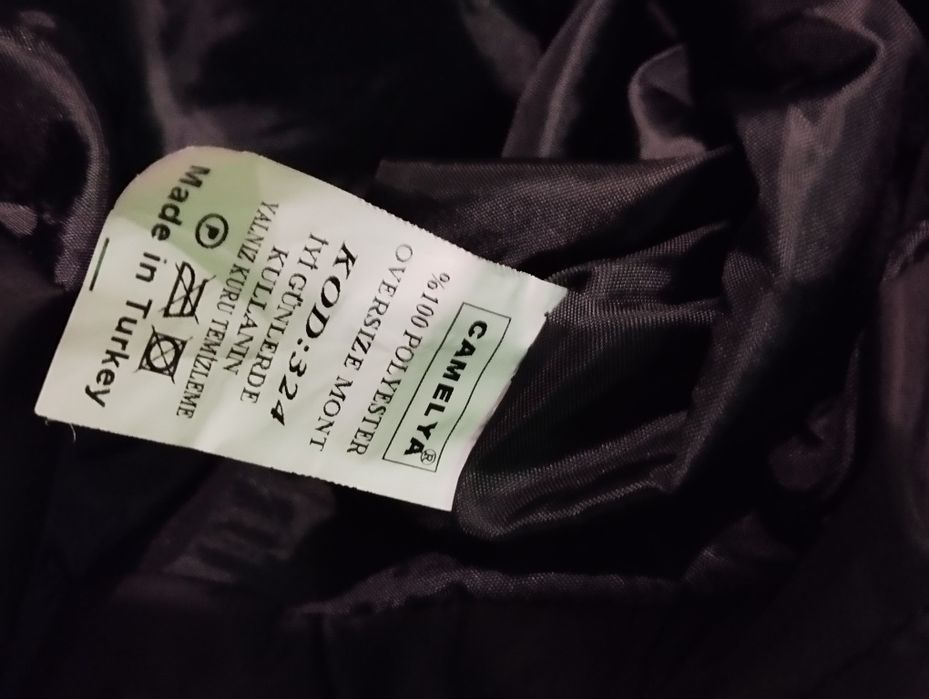 CAMELYA®
%100 POLYESTER
OVERSIZE MONT
KOD:324
İYİ GÜNLERDE
KULLANIN
YALNIZ KURU TEMİZLEME
P
Made in Turkey